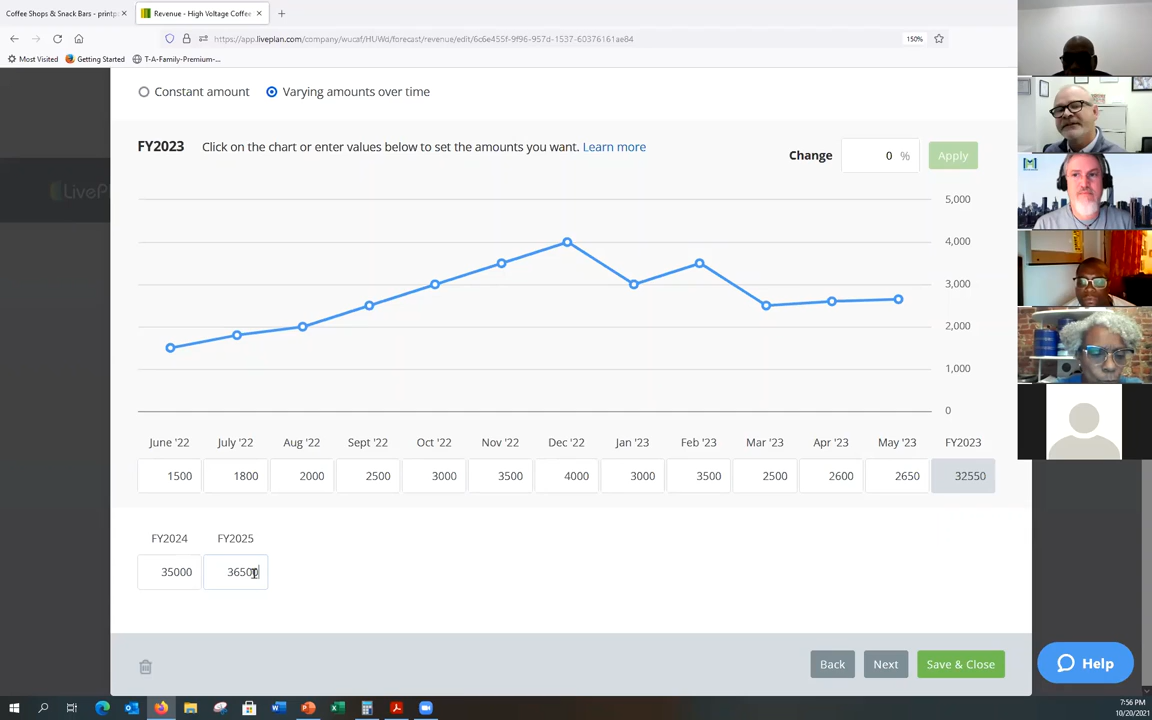 Coffee Shops & Snack Bars - printp
Revenue - High Voltage Coffee
https://app.liveplan.com/company/wucaf/HUWd/forecast/revenue/edit/6c6e455f-9f96-957d-1537-60376161ae84
150%
Most Visited
Getting Started
T-A-Family-Premium-...
Constant amount
Varying amounts over time
FY2023
Click on the chart or enter values below to set the amounts you want. Learn more
Change
0 %
Apply
LivePl
5,000
4,000
3,000
2,000
1,000
0
June '22 July '22 Aug '22 Sept '22 Oct '22 Nov '22 Dec '22 Jan '23 Feb '23 Mar '23 Apr '23 May '23 FY2023
1500 1800 2000 2500 3000 3500 4000 3000 3500 2500 2600 2650 32550
FY2024 FY2025
35000 36500
Back
Next
Save & Close
Help
7:56 PM
10/20/2021